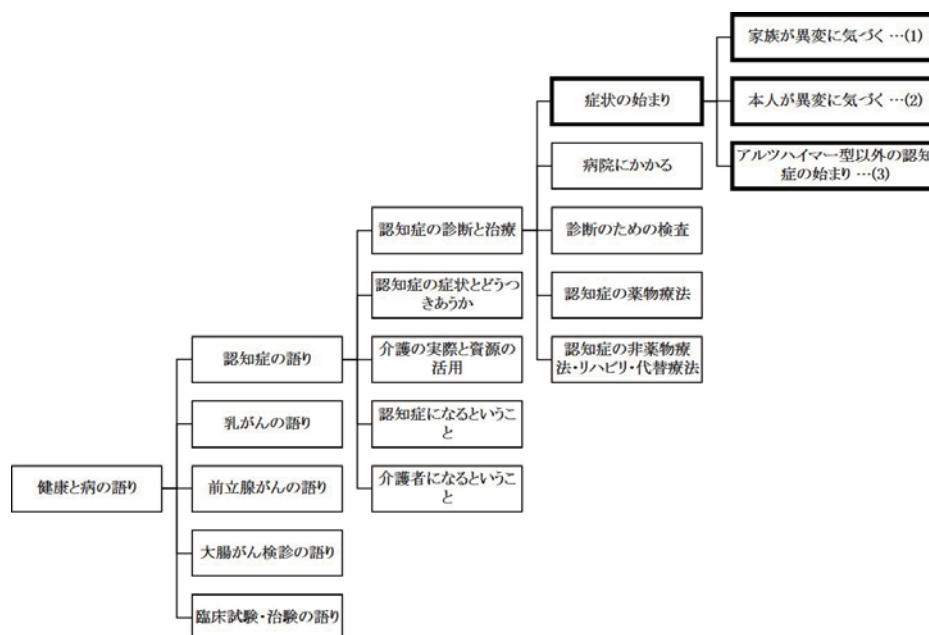 家族が異変に気づく …(1)
症状の始まり
本人が異変に気づく …(2)
アルツハイマー型以外の認知
症の始まり …(3)
病院にかかる
認知症の診断と治療
診断のための検査
認知症の症状とどうつ
きあうか
認知症の薬物療法
認知症の語り
介護の実際と資源の
活用
認知症の非薬物療
法・リハビリ・代替療法
乳がんの語り
認知症になるというこ
と
健康と病の語り
前立腺がんの語り
介護者になるというこ
と
大腸がん検診の語り
臨床試験・治験の語り